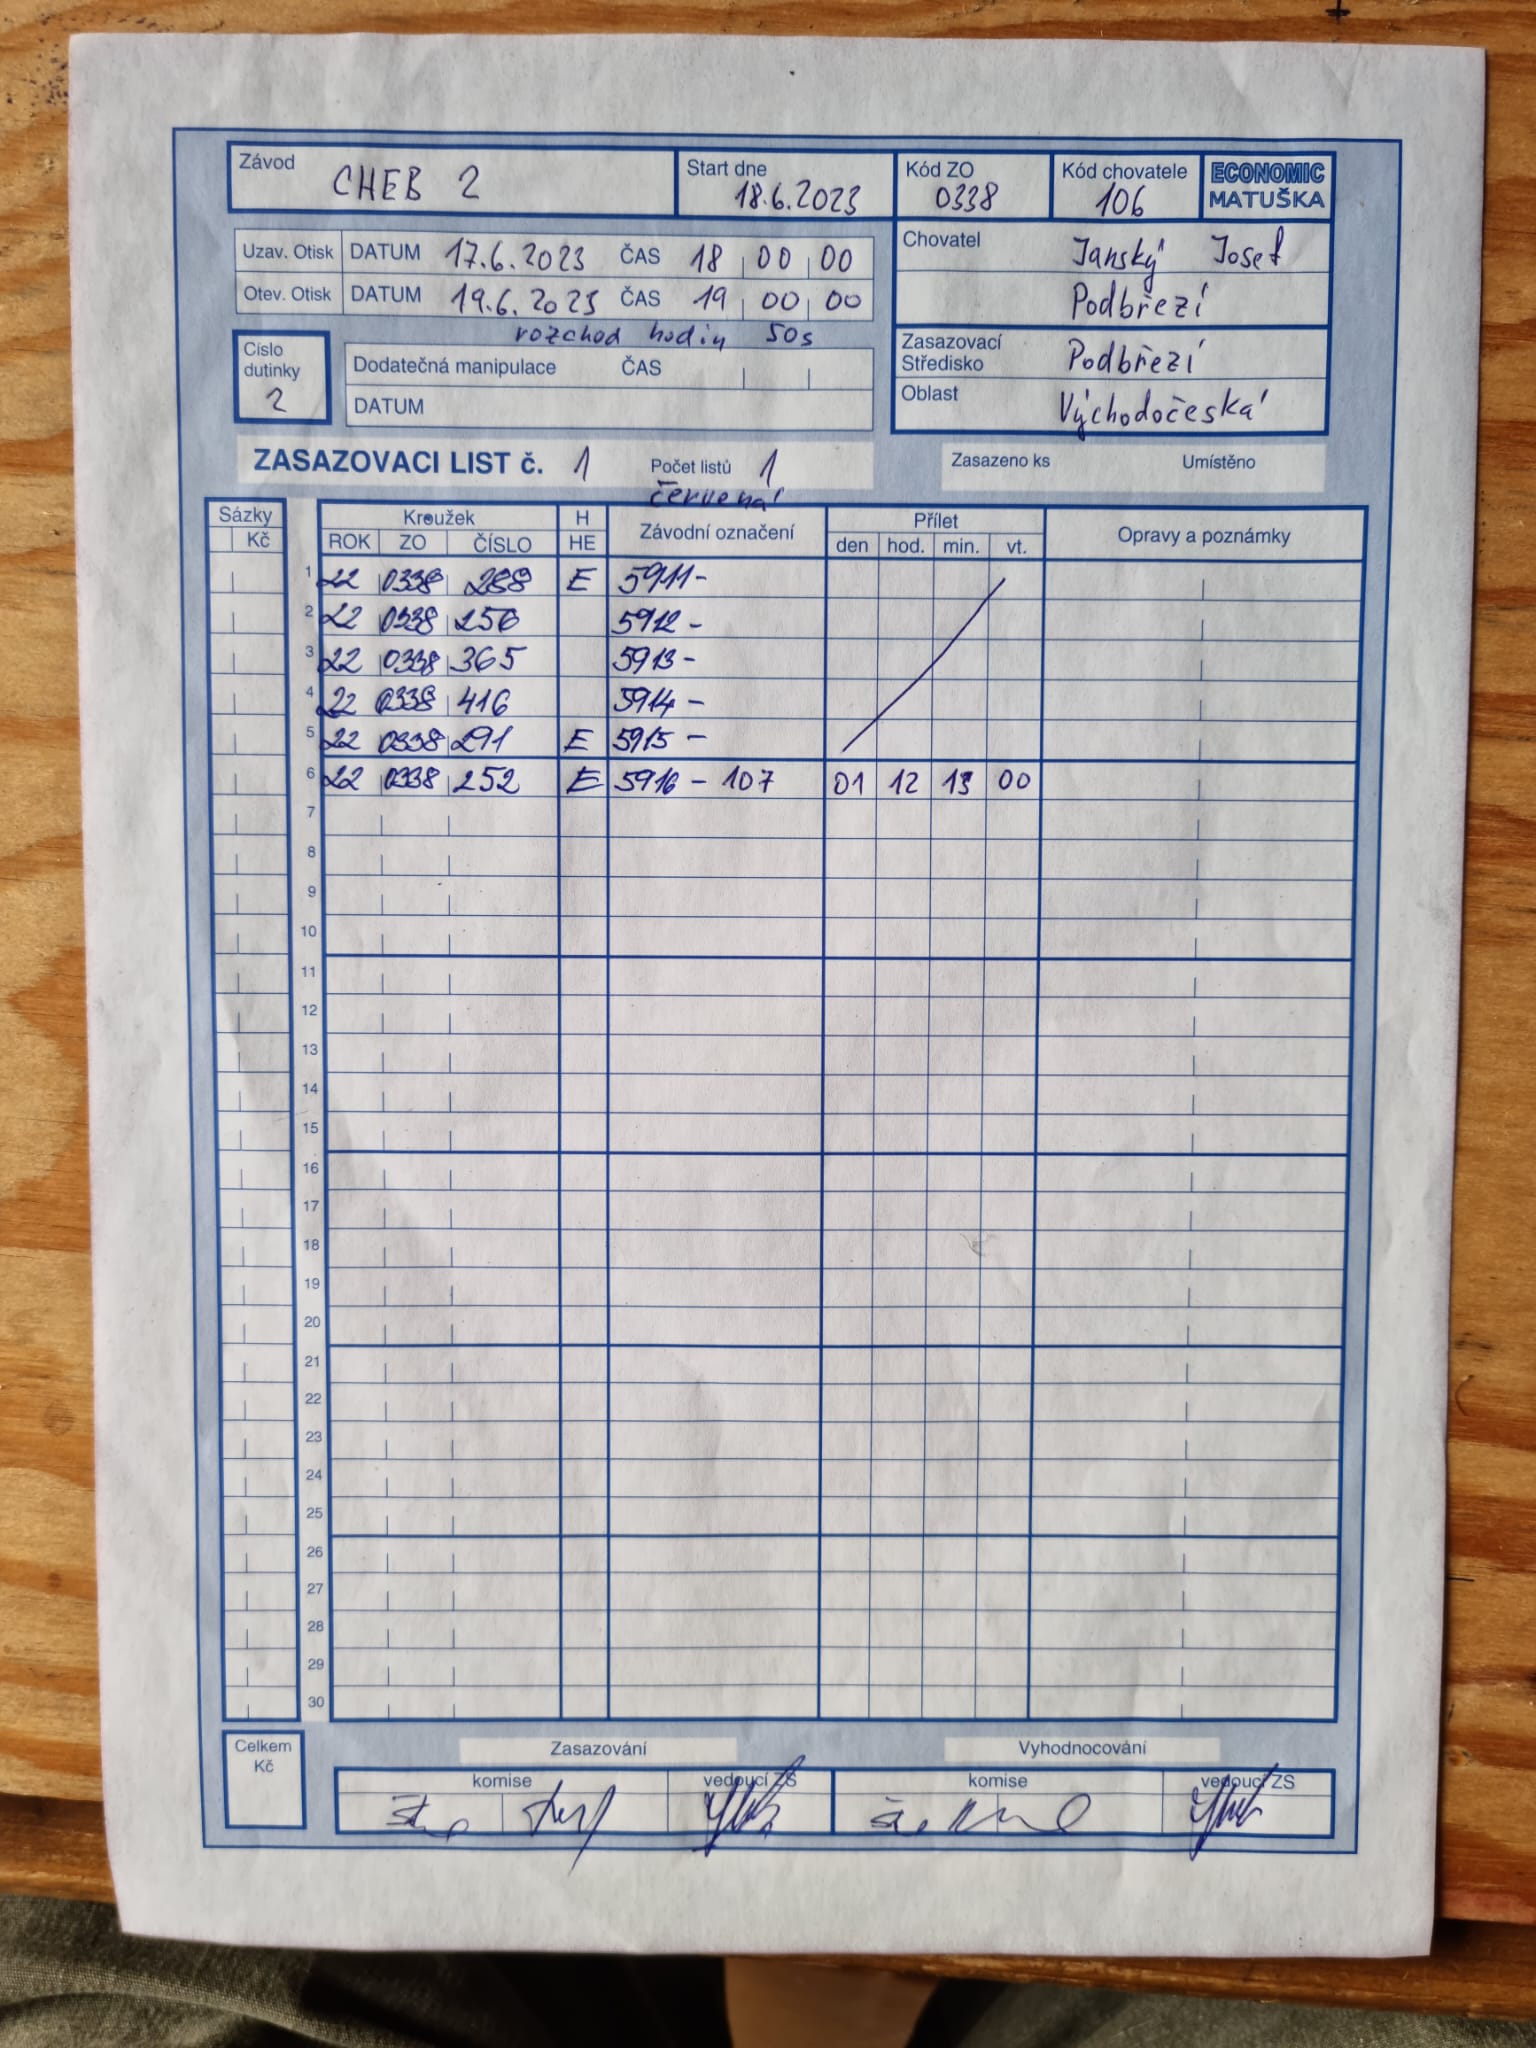 Závod CHEB 2 Start dne 18.6.2023 Kód ZO 0338 Kód chovatele 106 ECONOMIC MATUŠKA
Uzav. Otisk DATUM 17.6.2023 ČAS 18 00 00
Otev. Otisk DATUM 19.6.2023 ČAS 19 00 00
rozchod hodin 50s
Chovatel Janský Josef
Podbřezí
Číslo dutinky 2
Dodatečná manipulace ČAS
DATUM
Zasazovací Středisko Podbřezí
Oblast Východočeská
ZASAZOVACI LIST č. 1 Počet listů 1
Zasazeno ks Umístěno
červená
Sázky Kroužek H Závodní označení Přílet Opravy a poznámky
Kč ROK ZO ČÍSLO HE den hod. min. vt.
1 22 0338 288 E 5911-
2 22 0338 256 5912-
3 22 0338 365 5913-
4 22 0338 416 5914-
5 22 0338 291 E 5915-
6 22 0338 252 E 5916-107 01 12 13 00
7
8
9
10
11
12
13
14
15
16
17
18
19
20
21
22
23
24
25
26
27
28
29
30
Celkem Kč
Zasazování Vyhodnocování
komise vedoucí ZS komise vedoucí ZS